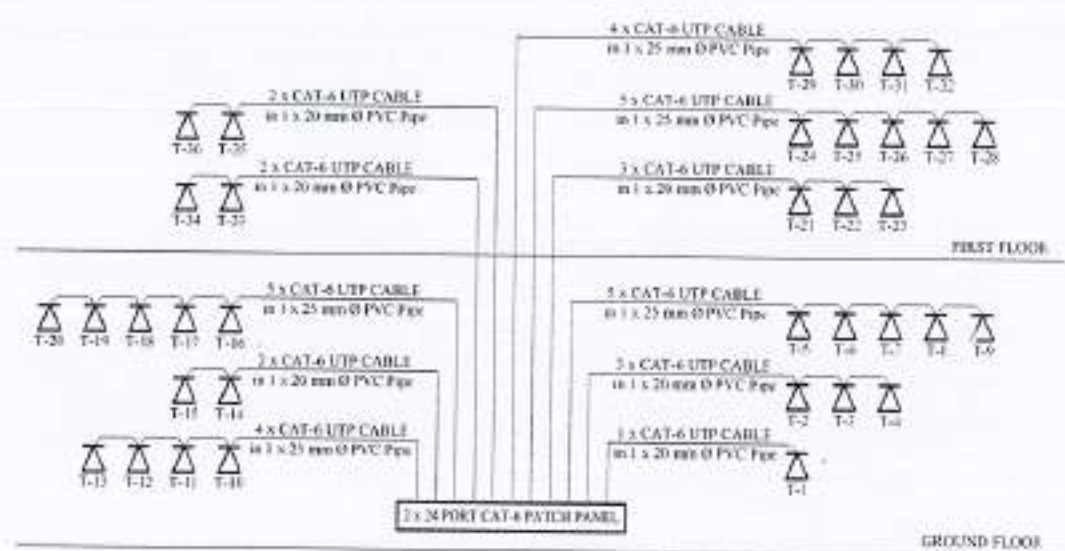 4 x CAT-6 UTP CABLE
in 1 x 25 mm Ø PVC Pipe
T-29 T-30 T-31 T-32
2 x CAT-6 UTP CABLE
in 1 x 20 mm Ø PVC Pipe
T-36 T-35
5 x CAT-6 UTP CABLE
in 1 x 25 mm Ø PVC Pipe
T-24 T-25 T-26 T-27 T-28
2 x CAT-6 UTP CABLE
in 1 x 20 mm Ø PVC Pipe
T-34 T-33
3 x CAT-6 UTP CABLE
in 1 x 20 mm Ø PVC Pipe
T-21 T-22 T-23
FIRST FLOOR
5 x CAT-6 UTP CABLE
in 1 x 25 mm Ø PVC Pipe
T-20 T-19 T-18 T-17 T-16
5 x CAT-6 UTP CABLE
in 1 x 25 mm Ø PVC Pipe
T-5 T-6 T-7 T-8 T-9
2 x CAT-6 UTP CABLE
in 1 x 20 mm Ø PVC Pipe
T-15 T-14
3 x CAT-6 UTP CABLE
in 1 x 20 mm Ø PVC Pipe
T-2 T-3 T-4
4 x CAT-6 UTP CABLE
in 1 x 25 mm Ø PVC Pipe
T-13 T-12 T-11 T-10
1 x CAT-6 UTP CABLE
in 1 x 20 mm Ø PVC Pipe
T-1
2 x 24 PORT CAT-6 PATCH PANEL
GROUND FLOOR